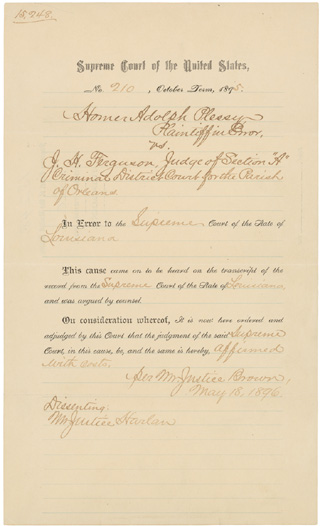 15,248.
Supreme Court of the United States,
No. 210, October Term, 1895.
Homer Adolph Plessy
Plaintiff in Error,
vs.
J. H. Ferguson, Judge of Section "A"
Criminal District Court for the Parish
of Orleans
In Error to the Supreme Court of the State of
Louisiana
This cause came on to be heard on the transcript of the
record from the Supreme Court of the State of Louisiana
and was argued by counsel.
On consideration whereof, It is now here ordered and
adjudged by this Court that the judgment of the said Supreme
Court, in this cause, be, and the same is hereby, affirmed
with costs.
Per Mr. Justice Brown,
May 18, 1896.
Dissenting:
Mr. Justice Harlan